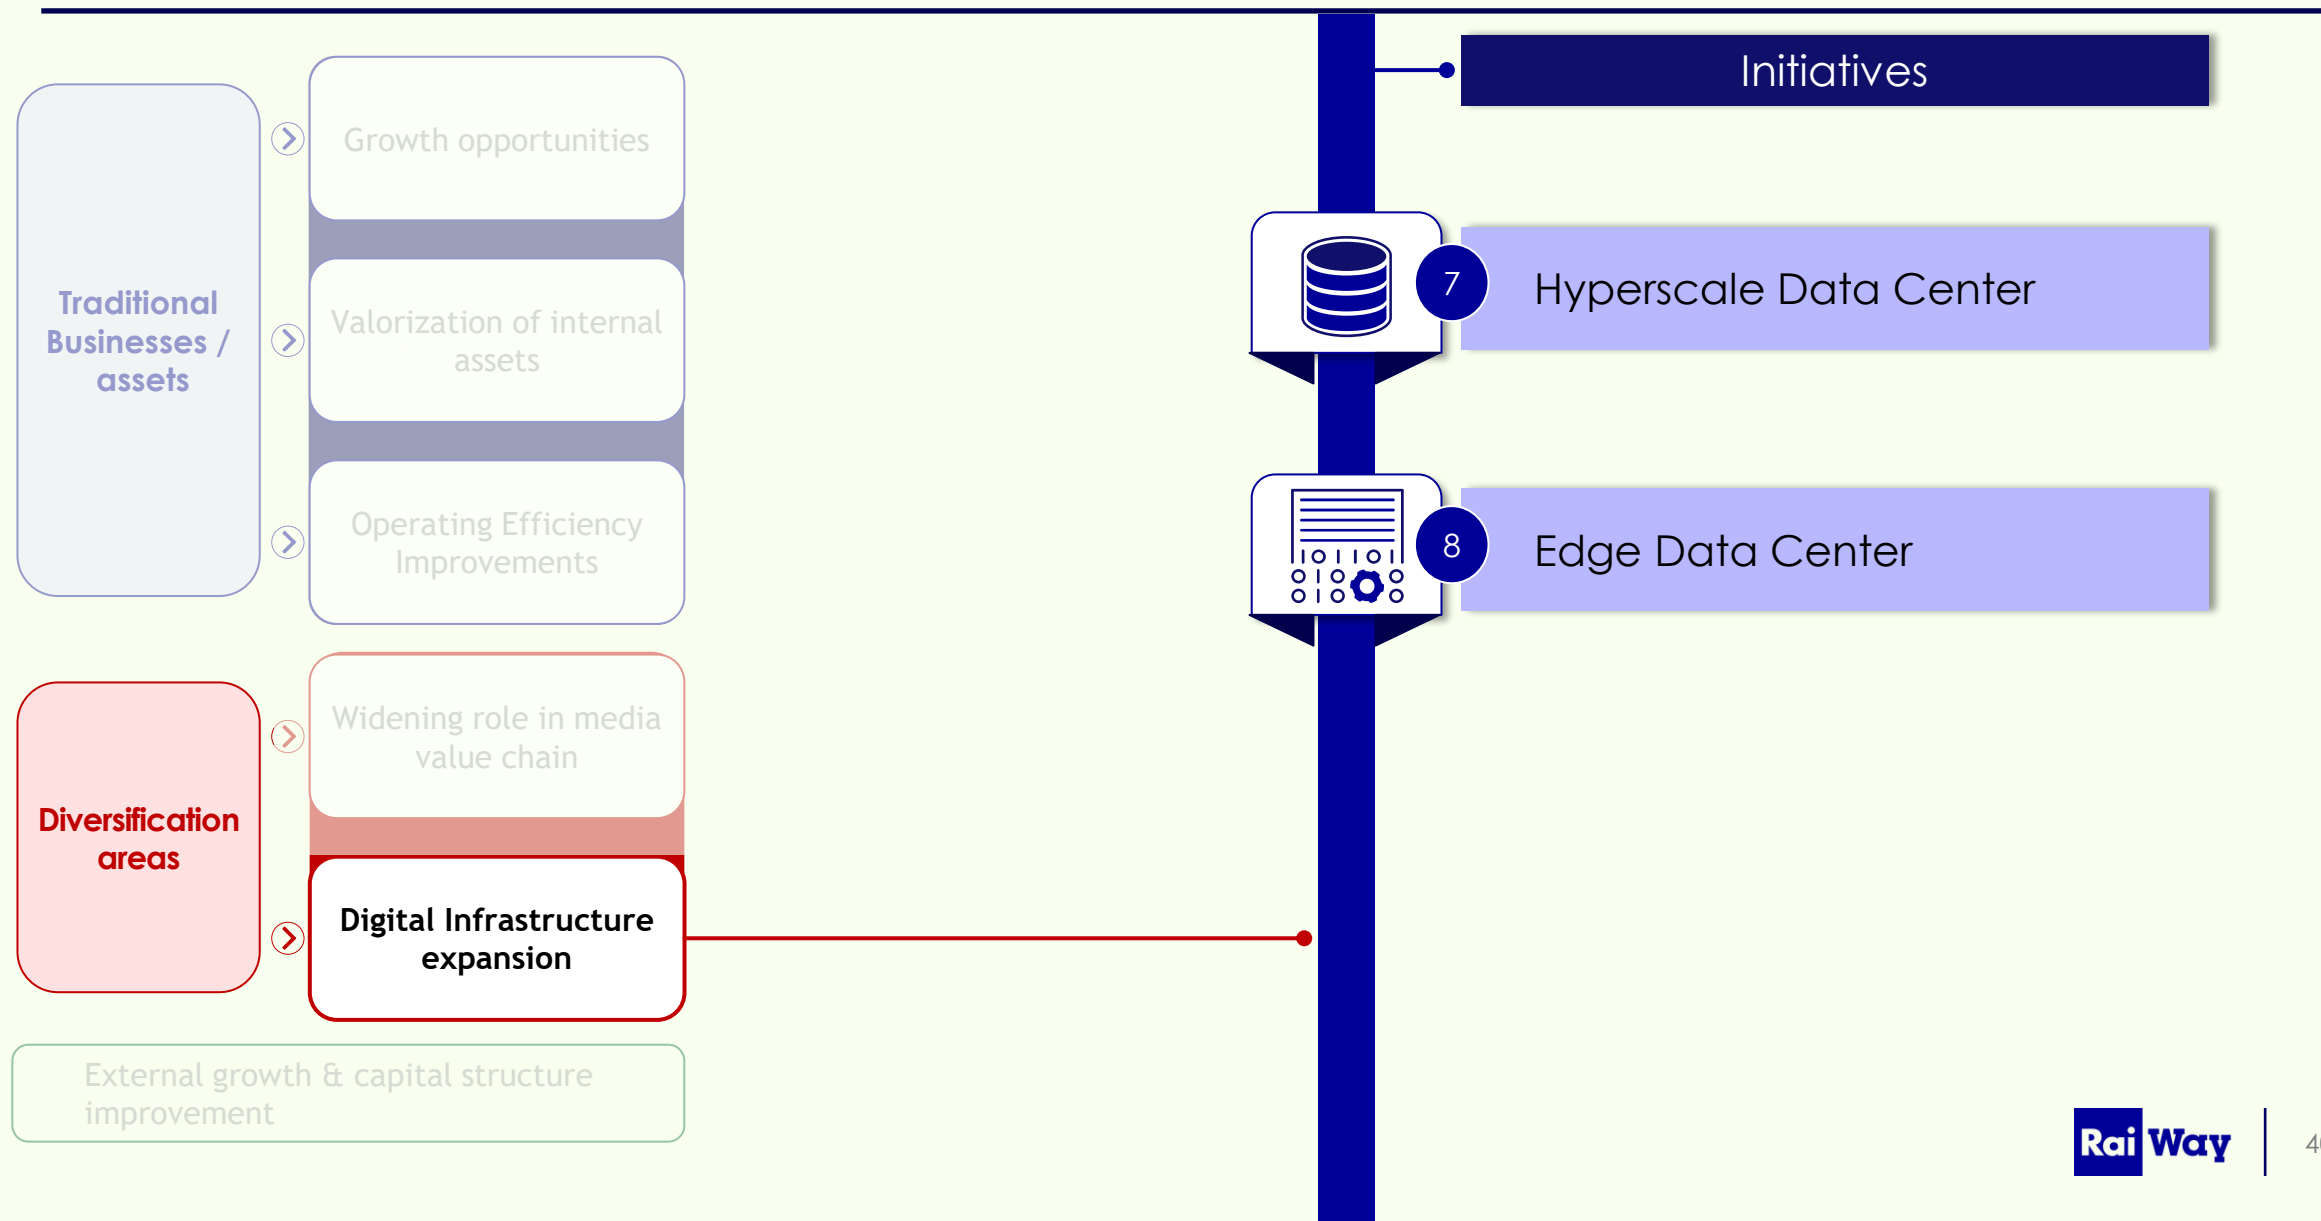 Initiatives
Growth opportunities
Traditional
Businesses /
assets
Valorization of internal
assets
Operating Efficiency
Improvements
7
Hyperscale Data Center
8
Edge Data Center
Widening role in media
value chain
Diversification
areas
Digital Infrastructure
expansion
External growth & capital structure
improvement
Rai Way